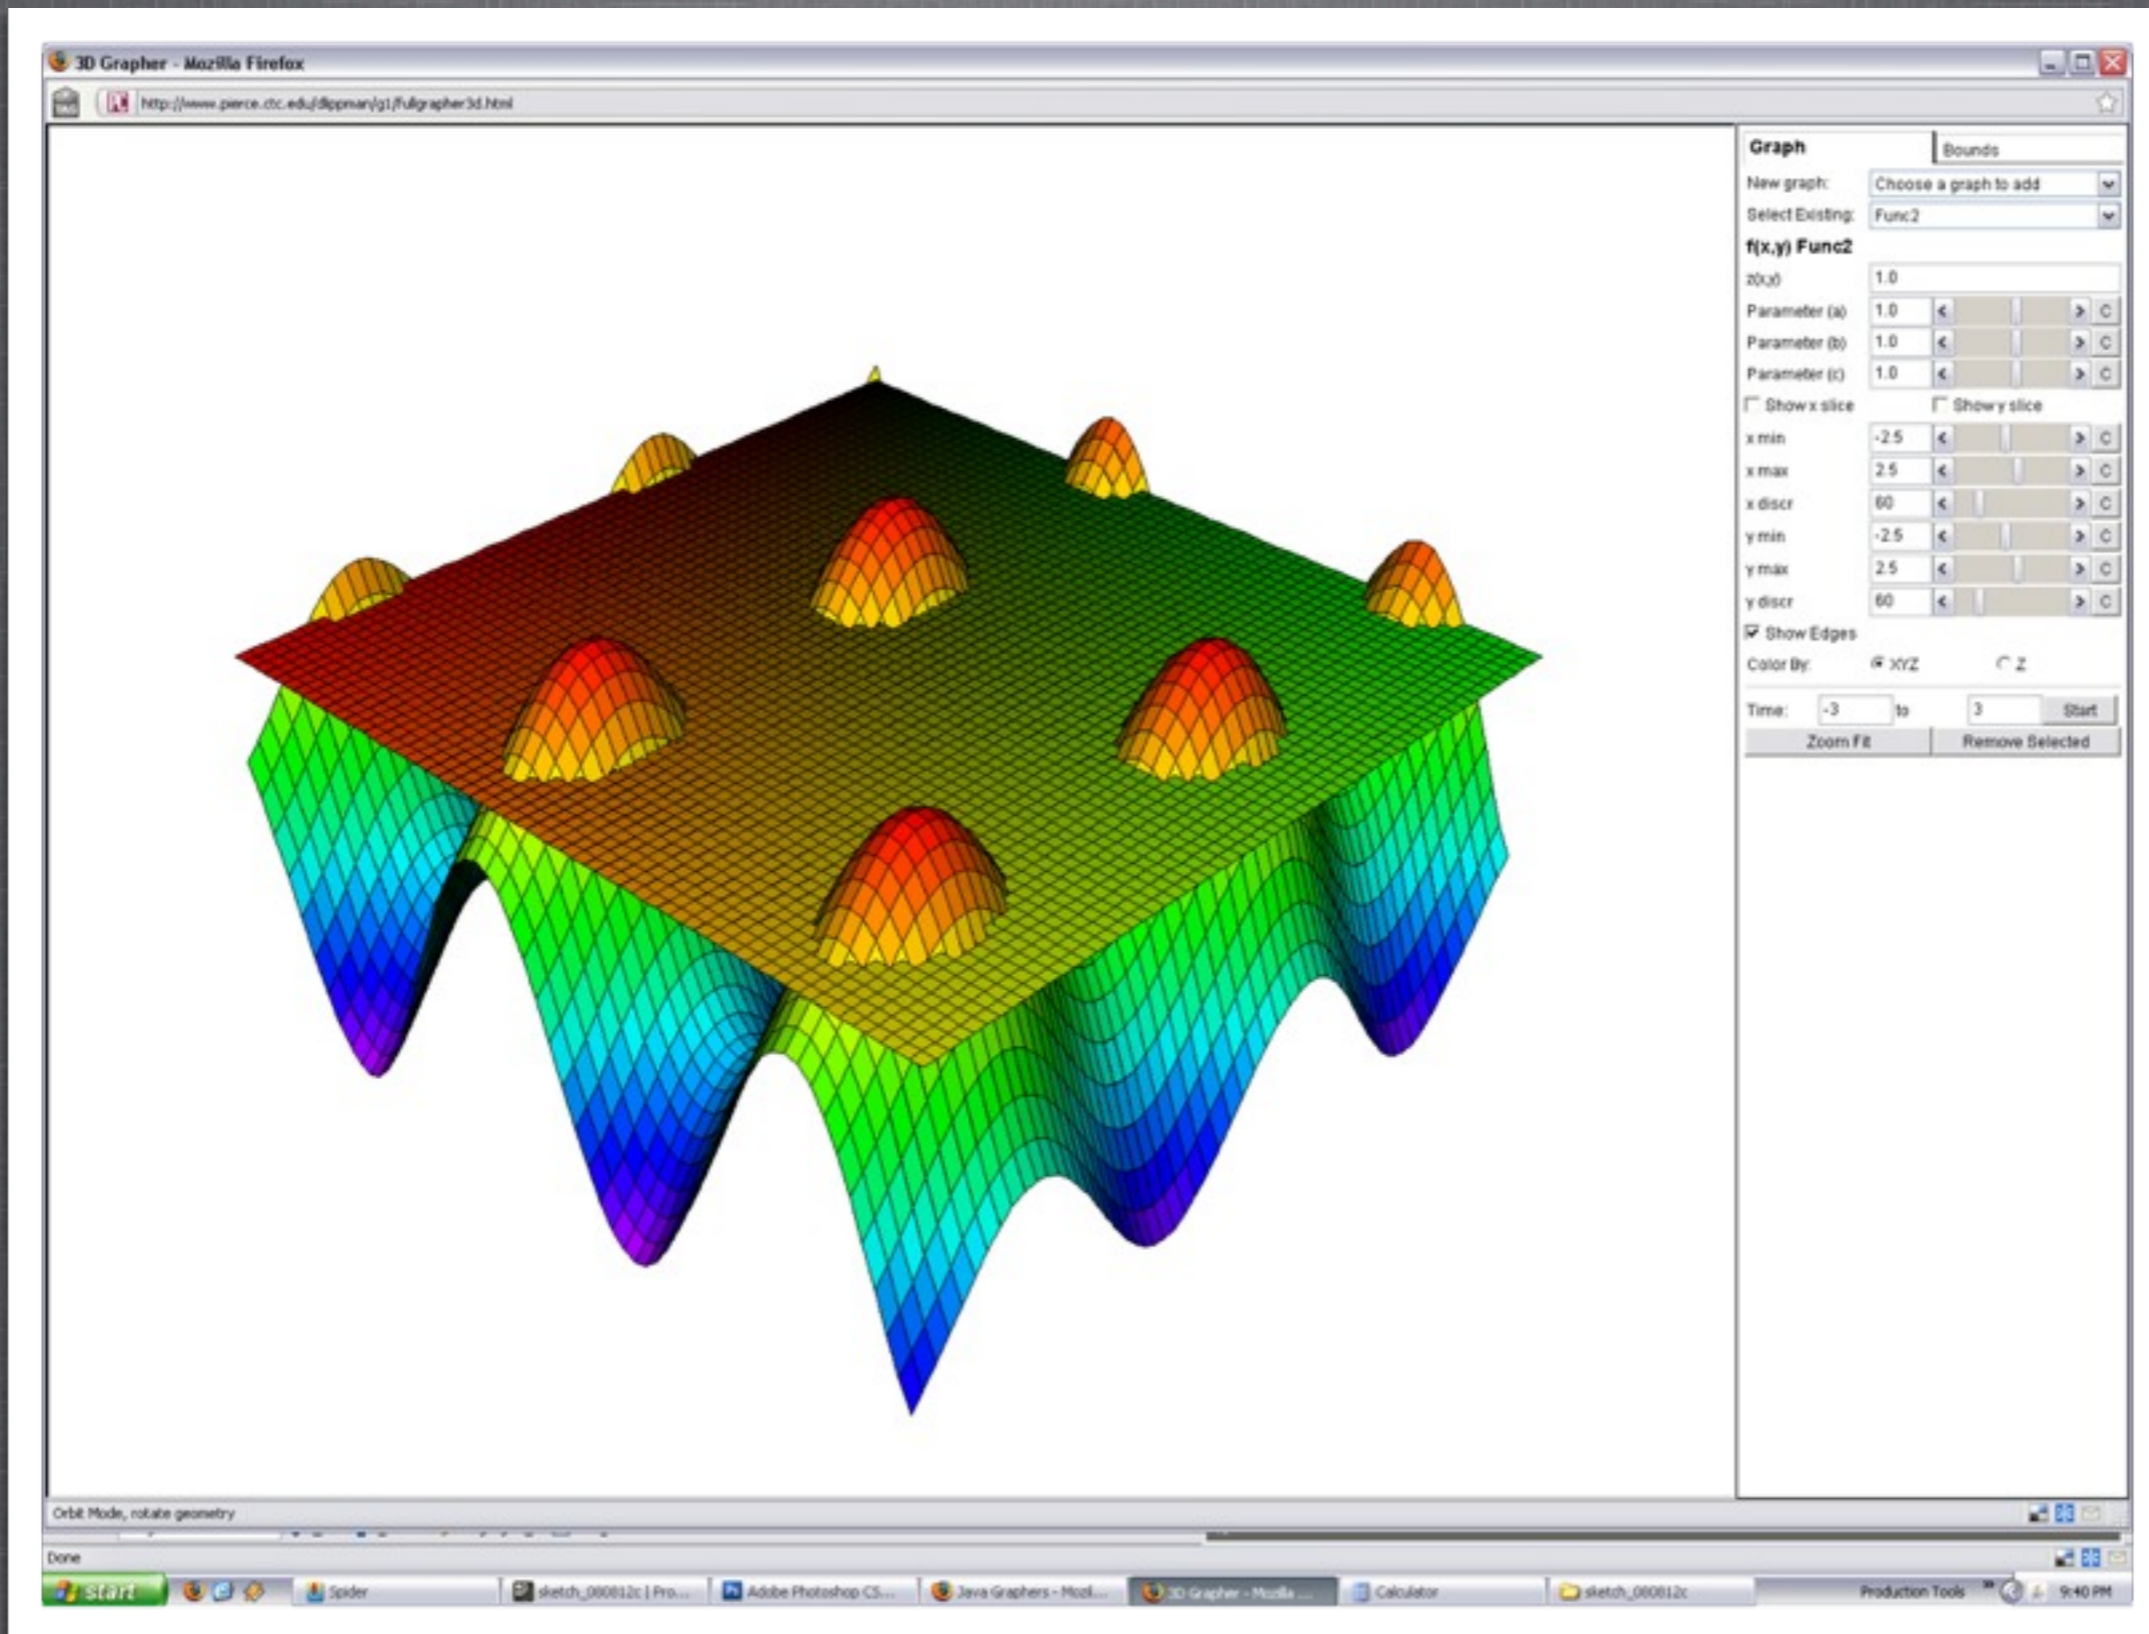 3D Grapher - Mozilla Firefox
http://www.pierce.ctc.edu/dlippman/g1/fullgrapher3d.html
Graph Bounds
New graph: Choose a graph to add
Select Existing: Func2
f(x,y) Func2
z(x,y) 1.0
Parameter (a) 1.0 < > C
Parameter (b) 1.0 < > C
Parameter (c) 1.0 < > C
Show x slice Show y slice
x min -2.5 < > C
x max 2.5 < > C
x discr 60 < > C
y min -2.5 < > C
y max 2.5 < > C
y discr 60 < > C
Show Edges
Color By: XYZ Z
Time: -3 to 3 Start
Zoom Fit Remove Selected
Orbit Mode, rotate geometry
Done
start Spider sketch_080812c | Pro... Adobe Photoshop CS... Java Graphers - Mozil... 3D Grapher - Mozilla ... Calculator sketch_080812c Production Tools » 9:40 PM